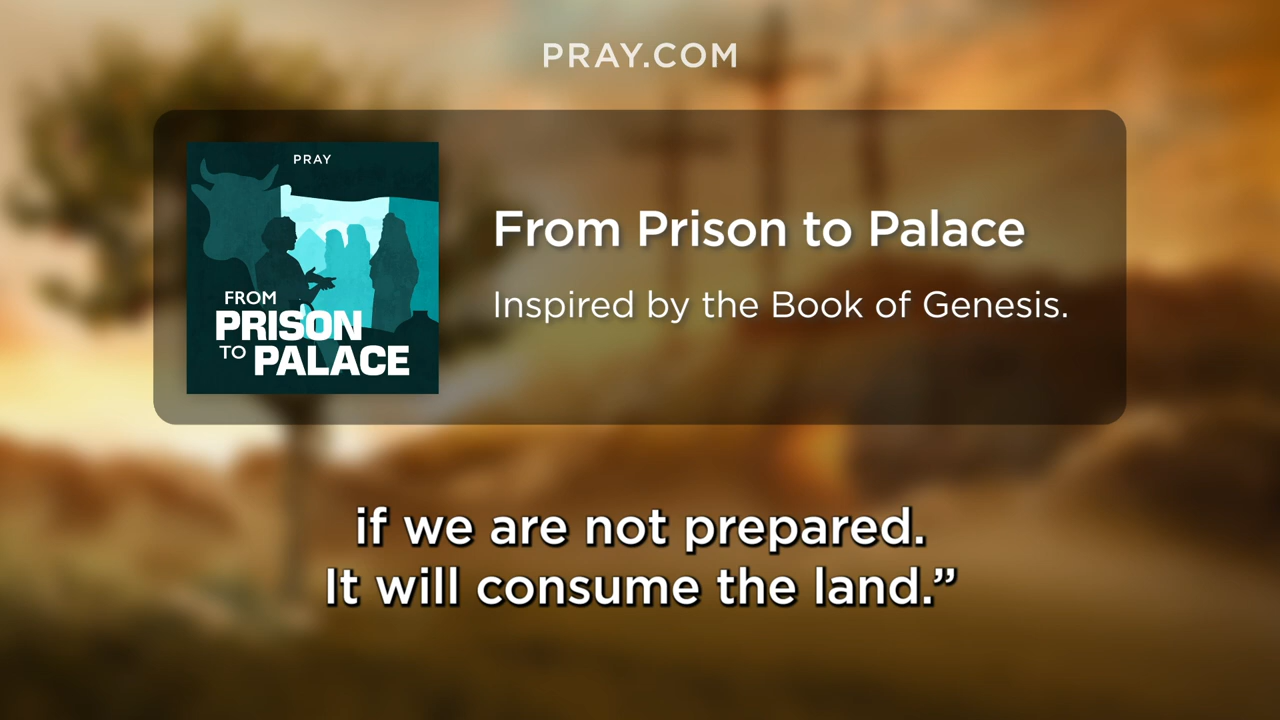 PRAY.COM
PRAY
FROM
PRISON
TO PALACE
From Prison to Palace
Inspired by the Book of Genesis.
if we are not prepared.
It will consume the land.”